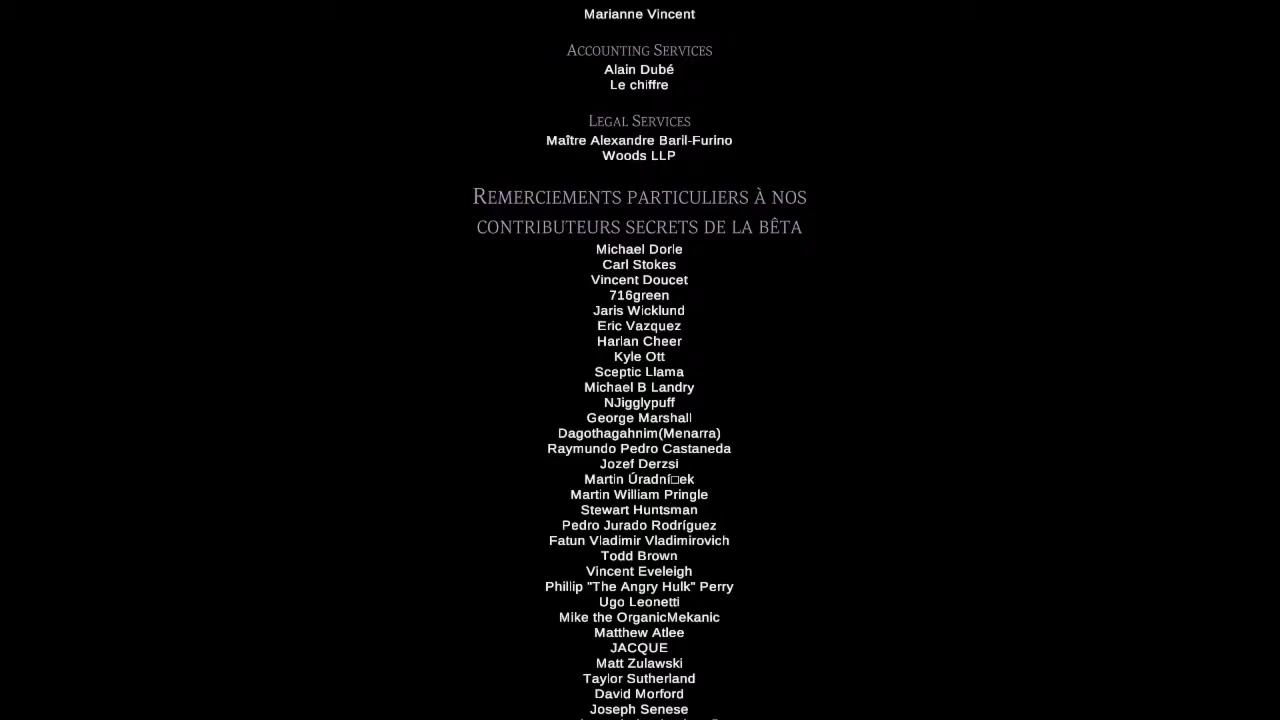 Marianne Vincent
Accounting Services
Alain Dubé
Le chiffre
Legal Services
Maître Alexandre Baril-Furino
Woods LLP
Remerciements particuliers à nos
contributeurs secrets de la bêta
Michael Dorle
Carl Stokes
Vincent Doucet
716green
Jaris Wicklund
Eric Vazquez
Harlan Cheer
Kyle Ott
Sceptic Llama
Michael B Landry
NJigglypuff
George Marshall
Dagothagahnim(Menarra)
Raymundo Pedro Castaneda
Jozef Derzsi
Martin Úradní□ek
Martin William Pringle
Stewart Huntsman
Pedro Jurado Rodríguez
Fatun Vladimir Vladimirovich
Todd Brown
Vincent Eveleigh
Phillip "The Angry Hulk" Perry
Ugo Leonetti
Mike the OrganicMekanic
Matthew Atlee
JACQUE
Matt Zulawski
Taylor Sutherland
David Morford
Joseph Senese